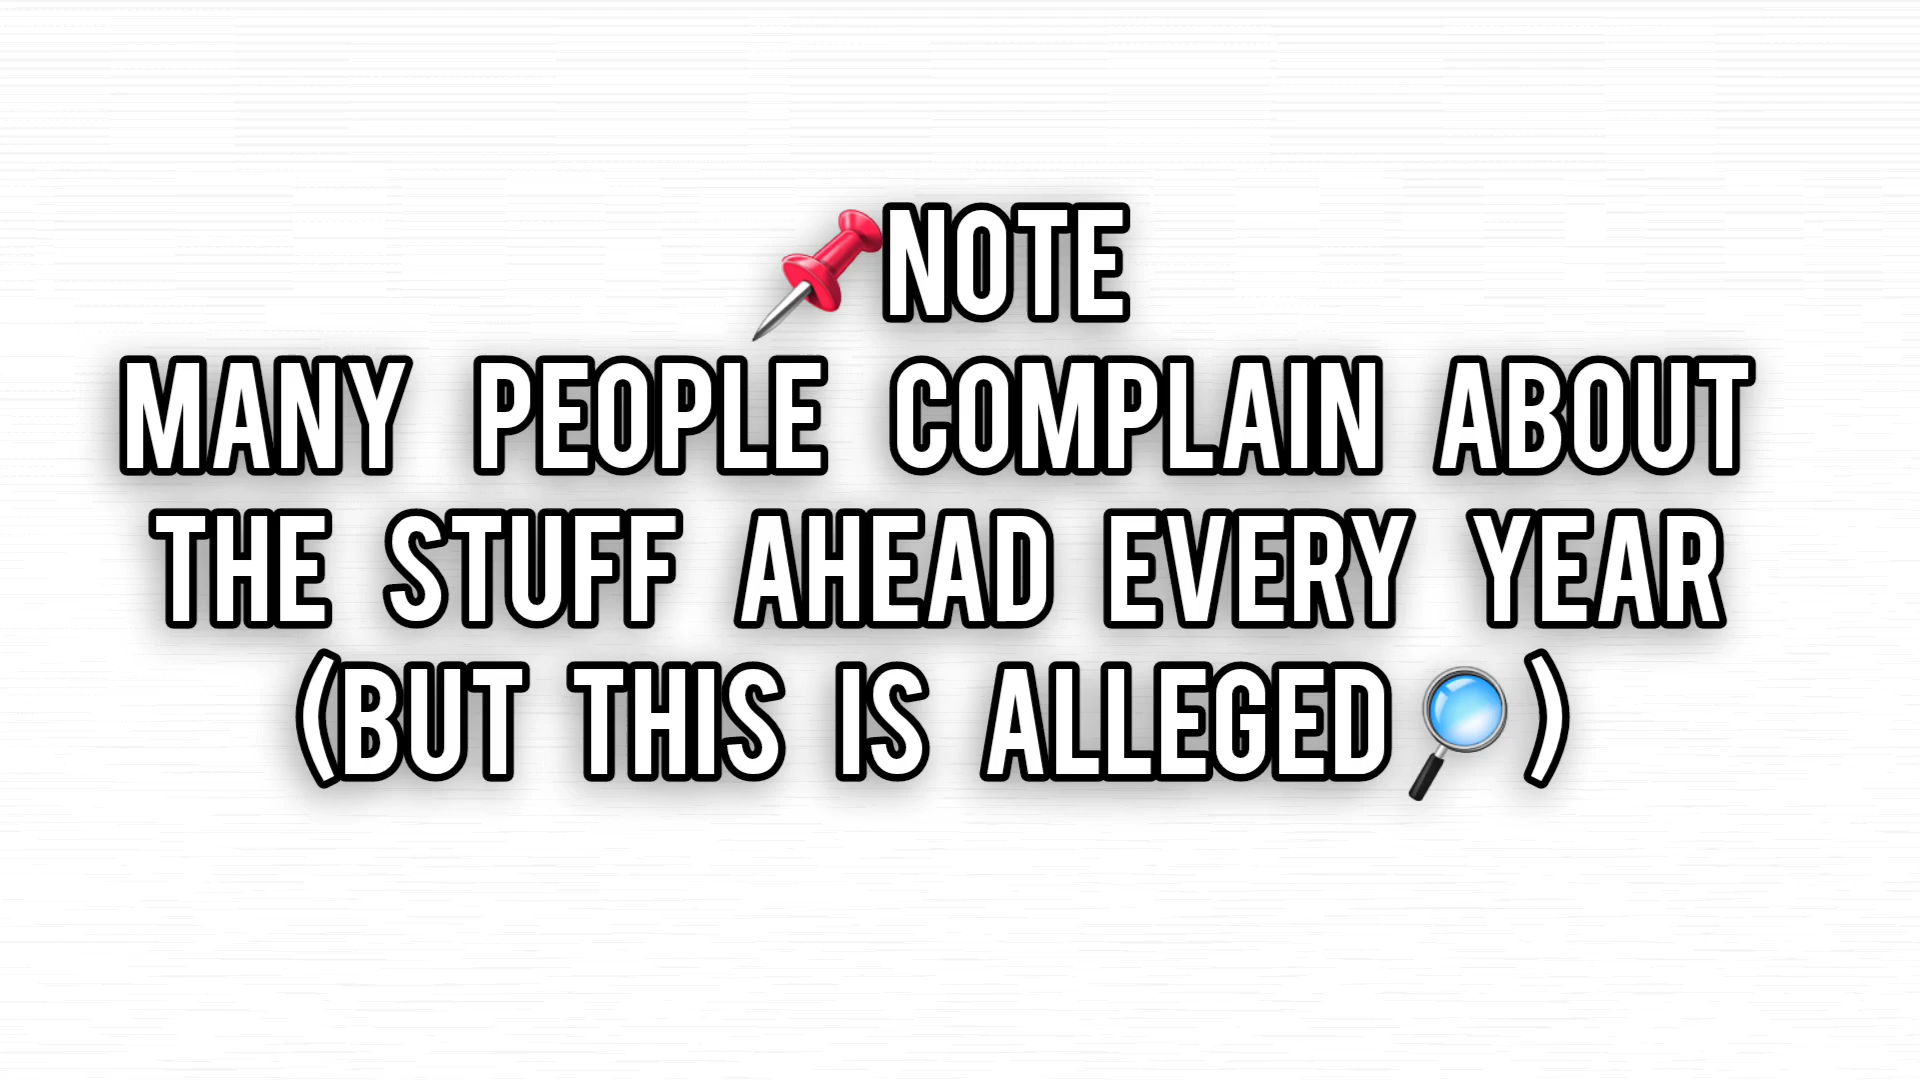 📌NOTE
MANY PEOPLE COMPLAIN ABOUT
THE STUFF AHEAD EVERY YEAR
(BUT THIS IS ALLEGED🔎)